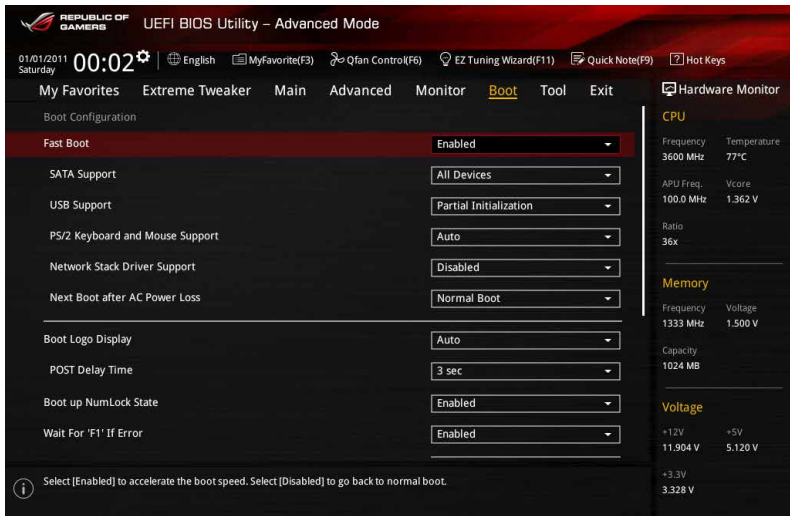 REPUBLIC OF
GAMERS
UEFI BIOS Utility – Advanced Mode
01/01/2011
Saturday
00:02
English
MyFavorite(F3)
Qfan Control(F6)
EZ Tuning Wizard(F11)
Quick Note(F9)
? Hot Keys
My Favorites
Extreme Tweaker
Main
Advanced
Monitor
Boot
Tool
Exit
Boot Configuration
Fast Boot Enabled
SATA Support All Devices
USB Support Partial Initialization
PS/2 Keyboard and Mouse Support Auto
Network Stack Driver Support Disabled
Next Boot after AC Power Loss Normal Boot
Boot Logo Display Auto
POST Delay Time 3 sec
Boot up NumLock State Enabled
Wait For 'F1' If Error Enabled
Select [Enabled] to accelerate the boot speed. Select [Disabled] to go back to normal boot.
Hardware Monitor
CPU
Frequency Temperature
3600 MHz 77°C
APU Freq. Vcore
100.0 MHz 1.362 V
Ratio
36x
Memory
Frequency Voltage
1333 MHz 1.500 V
Capacity
1024 MB
Voltage
+12V +5V
11.904 V 5.120 V
+3.3V
3.328 V